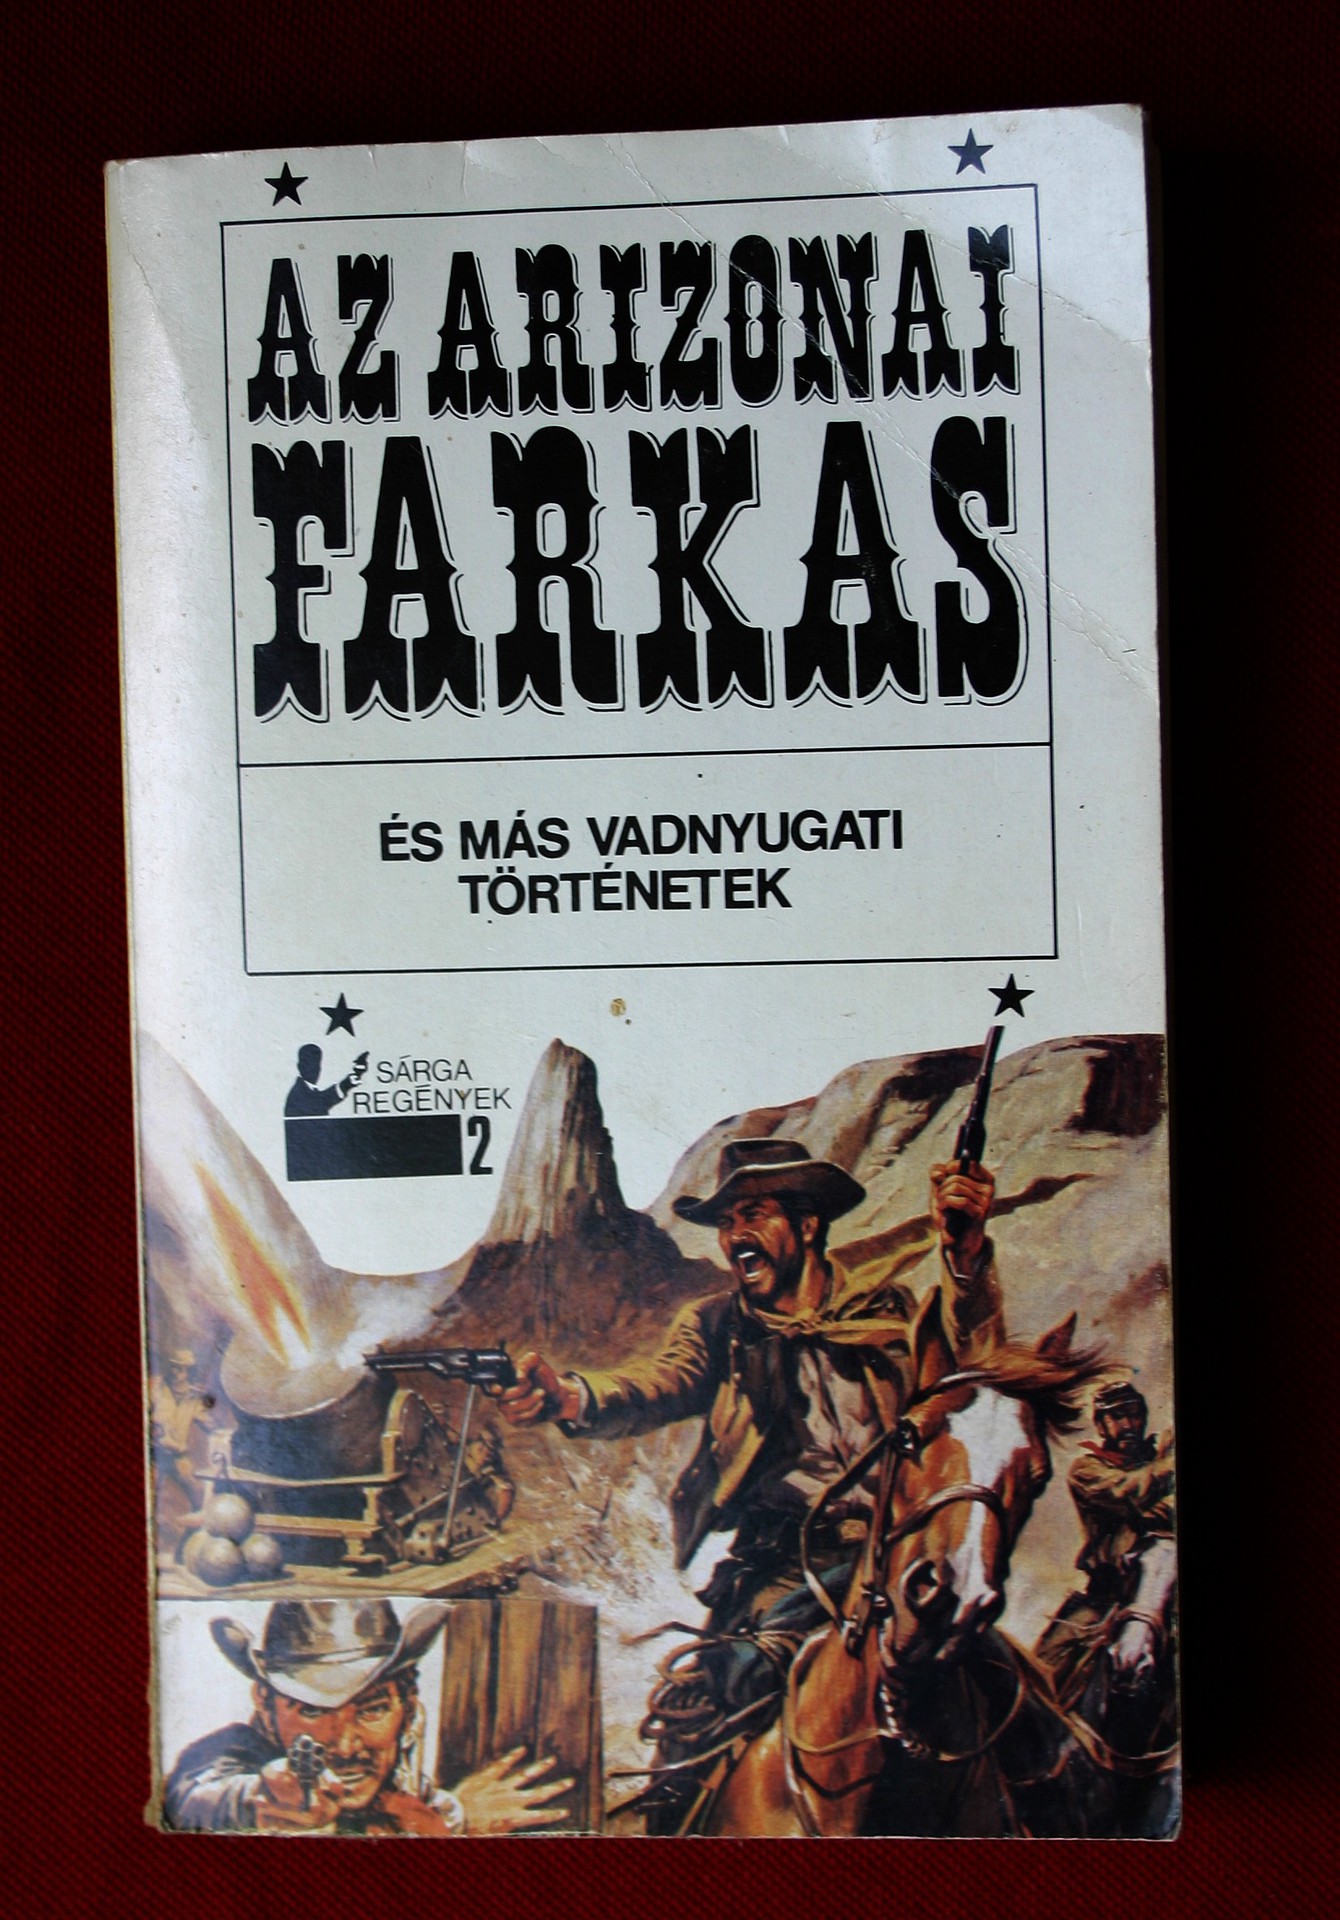 AZ ARIZONAI
FARKAS
ÉS MÁS VADNYUGATI
TÖRTÉNETEK
SÁRGA
REGÉNYEK
2